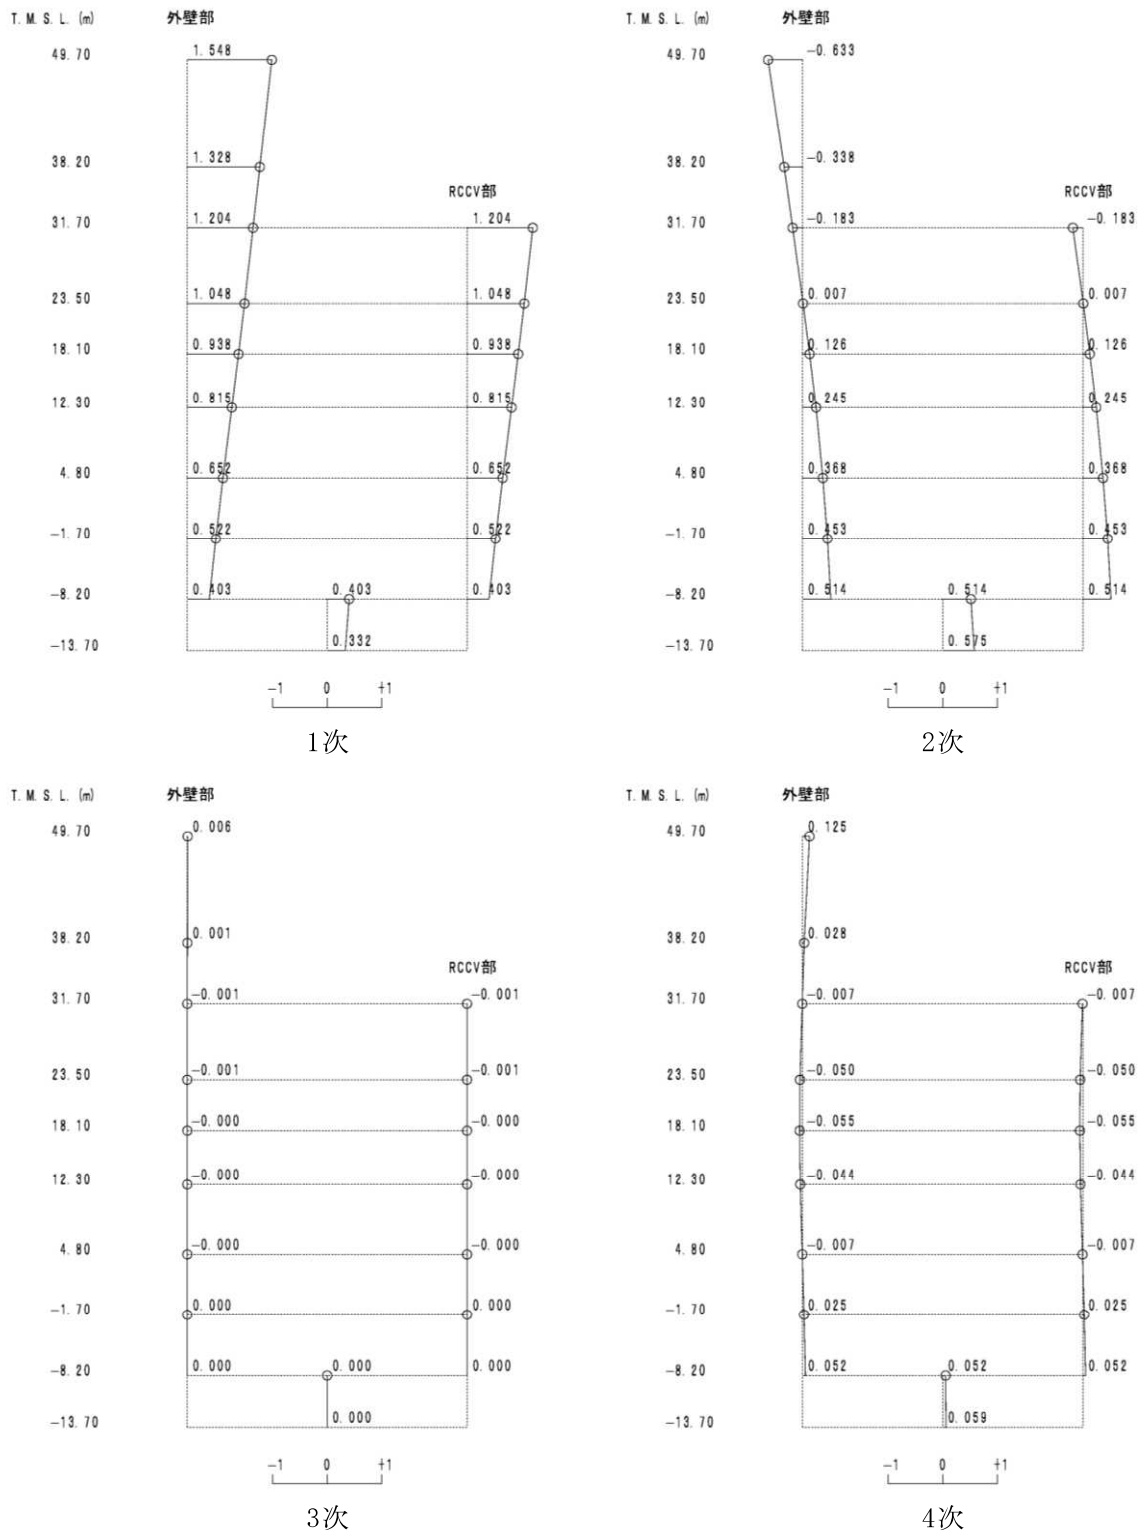 T. M. S. L. (m) 外壁部
49. 70 1. 548
38. 20 1. 328
RCCV部
31. 70 1. 204 1. 204
23. 50 1. 048 1. 048
18. 10 0. 938 0. 938
12. 30 0. 815 0. 815
4. 80 0. 652 0. 652
-1. 70 0. 522 0. 522
-8. 20 0. 403 0. 403 0. 403
-13. 70 0. 332
-1 0 +1
1次
T. M. S. L. (m) 外壁部
49. 70 -0. 633
38. 20 -0. 338
RCCV部
31. 70 -0. 183 -0. 183
23. 50 0. 007 0. 007
18. 10 0. 126 0. 126
12. 30 0. 245 0. 245
4. 80 0. 368 0. 368
-1. 70 0. 453 0. 453
-8. 20 0. 514 0. 514 0. 514
-13. 70 0. 575
-1 0 +1
2次
T. M. S. L. (m) 外壁部
49. 70 0. 006
38. 20 0. 001
RCCV部
31. 70 -0. 001 -0. 001
23. 50 -0. 001 -0. 001
18. 10 -0. 000 -0. 000
12. 30 -0. 000 -0. 000
4. 80 -0. 000 -0. 000
-1. 70 0. 000 0. 000
-8. 20 0. 000 0. 000 0. 000
-13. 70 0. 000
-1 0 +1
3次
T. M. S. L. (m) 外壁部
49. 70 0. 125
38. 20 0. 028
RCCV部
31. 70 -0. 007 -0. 007
23. 50 -0. 050 -0. 050
18. 10 -0. 055 -0. 055
12. 30 -0. 044 -0. 044
4. 80 -0. 007 -0. 007
-1. 70 0. 025 0. 025
-8. 20 0. 052 0. 052 0. 052
-13. 70 0. 059
-1 0 +1
4次